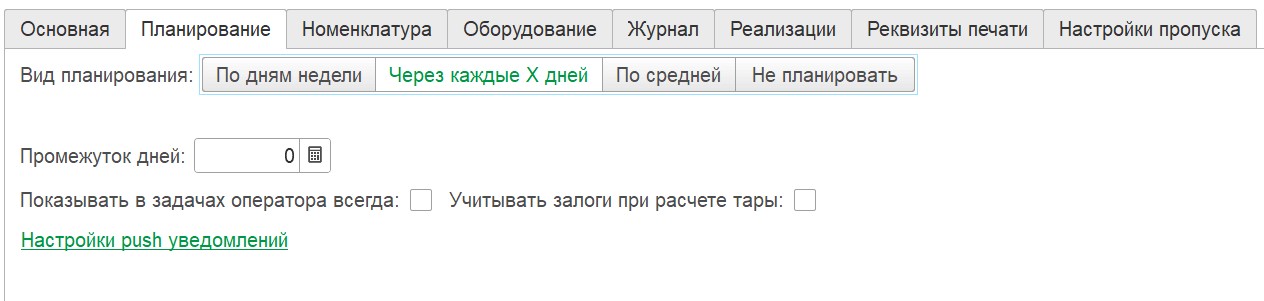 Основная Планирование Номенклатура Оборудование Журнал Реализации Реквизиты печати Настройки пропуска
Вид планирования: По дням недели Через каждые X дней По средней Не планировать
Промежуток дней: 0
Показывать в задачах оператора всегда: Учитывать залоги при расчете тары:
Настройки push уведомлений